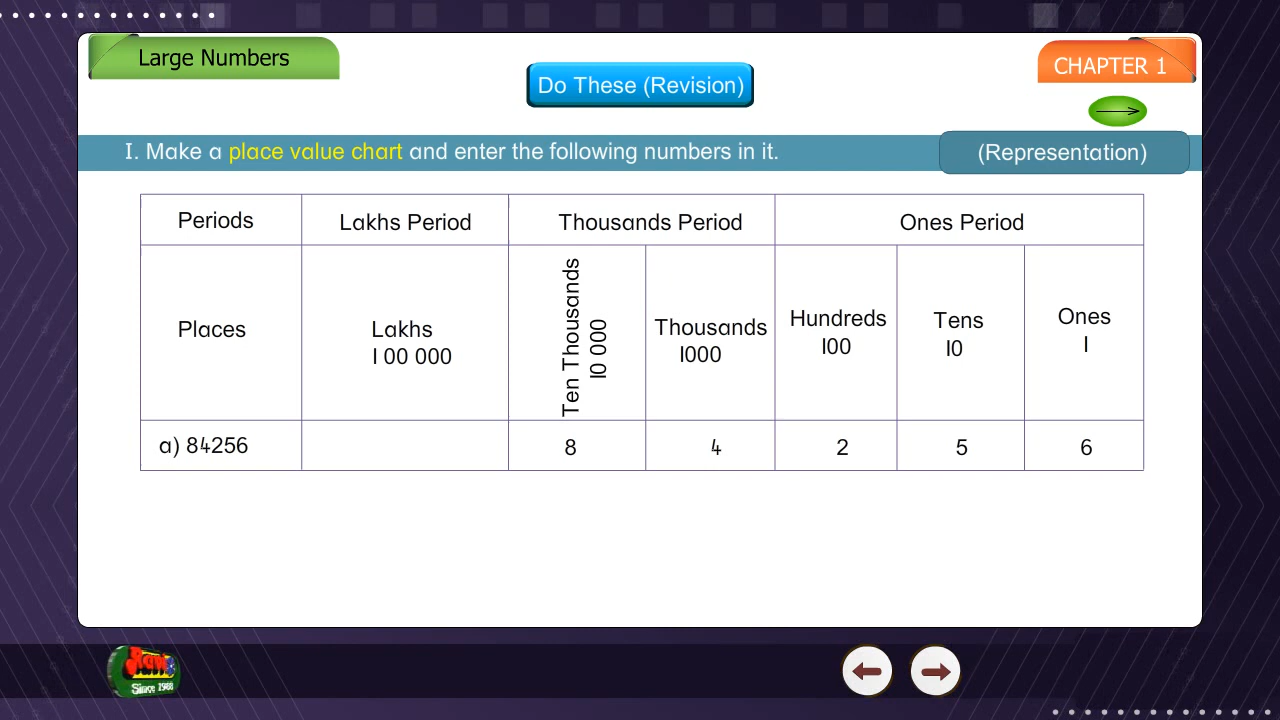 Large Numbers
CHAPTER 1
Do These (Revision)
I. Make a place value chart and enter the following numbers in it.
(Representation)
Periods Lakhs Period Thousands Period Ones Period
Places
Lakhs
1 00 000
Ten Thousands
10 000
Thousands
1000
Hundreds
100
Tens
10
Ones
1
a) 84256 8 4 2 5 6
Since 1968